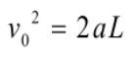 v₀² = 2aL